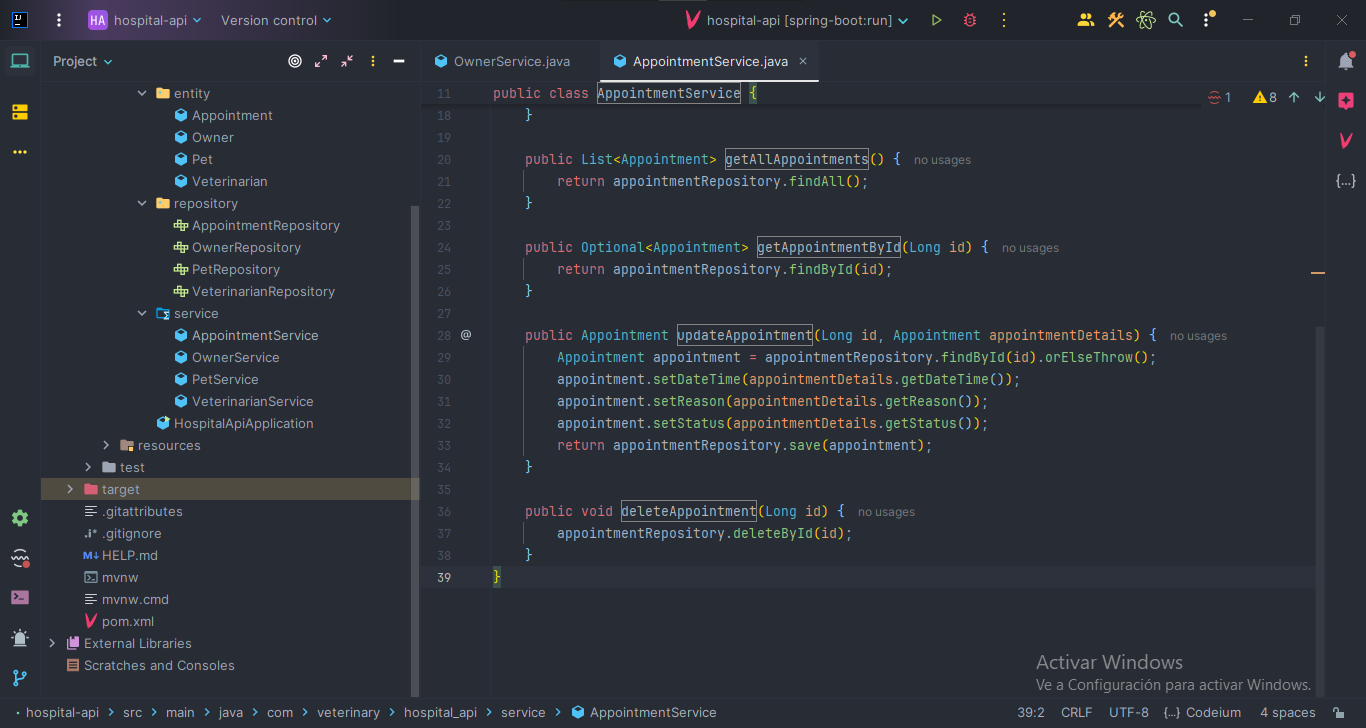 HA hospital-api Version control hospital-api [spring-boot:run]
Project
OwnerService.java AppointmentService.java
entity
Appointment
Owner
Pet
Veterinarian
repository
AppointmentRepository
OwnerRepository
PetRepository
VeterinarianRepository
service
AppointmentService
OwnerService
PetService
VeterinarianService
HospitalApiApplication
resources
test
target
.gitattributes
.gitignore
HELP.md
mvnw
mvnw.cmd
pom.xml
External Libraries
Scratches and Consoles
11 public class AppointmentService { 1 8
18 }
19
20 public List<Appointment> getAllAppointments() { no usages
21 return appointmentRepository.findAll();
22 }
23
24 public Optional<Appointment> getAppointmentById(Long id) { no usages
25 return appointmentRepository.findById(id);
26 }
27
28 @ public Appointment updateAppointment(Long id, Appointment appointmentDetails) { no usages
29 Appointment appointment = appointmentRepository.findById(id).orElseThrow();
30 appointment.setDateTime(appointmentDetails.getDateTime());
31 appointment.setReason(appointmentDetails.getReason());
32 appointment.setStatus(appointmentDetails.getStatus());
33 return appointmentRepository.save(appointment);
34 }
35
36 public void deleteAppointment(Long id) { no usages
37 appointmentRepository.deleteById(id);
38 }
39 }
Activar Windows
Ve a Configuración para activar Windows.
hospital-api > src > main > java > com > veterinary > hospital_api > service > AppointmentService 39:2 CRLF UTF-8 {...} Codeium 4 spaces